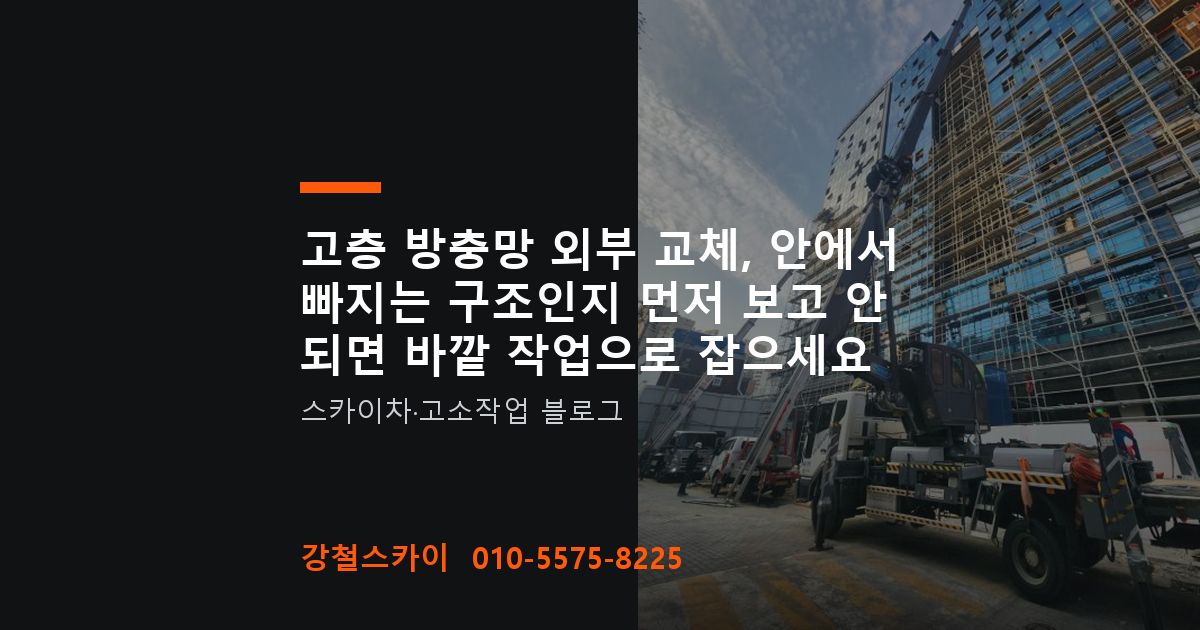 고층 방충망 외부 교체, 안에서
빠지는 구조인지 먼저 보고 안
되면 바깥 작업으로 잡으세요
스카이차·고소작업 블로그
강철스카이 010-5575-8225